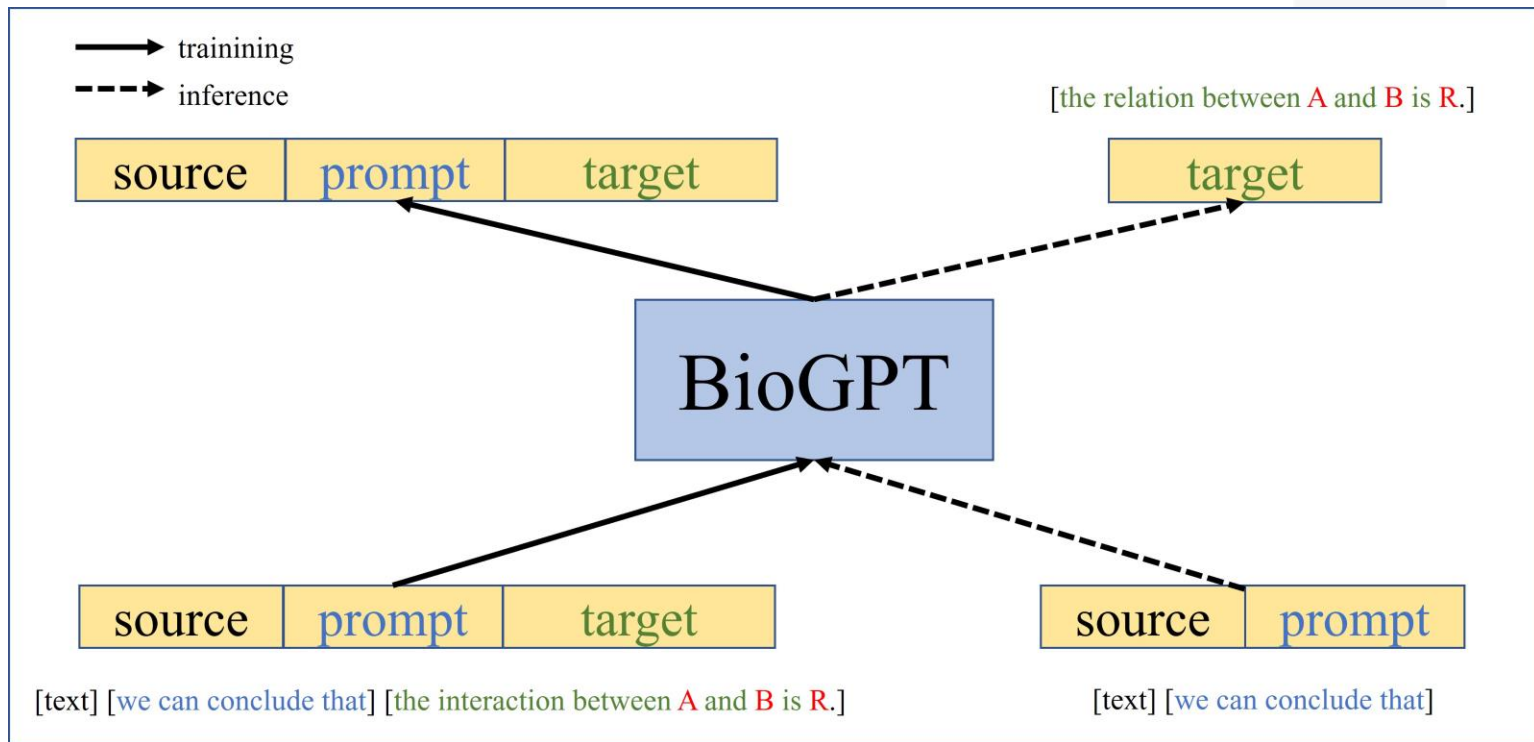 trainining
inference
[the relation between A and B is R.]
source prompt target
target
BioGPT
source prompt target
source prompt
[text] [we can conclude that] [the interaction between A and B is R.]
[text] [we can conclude that]